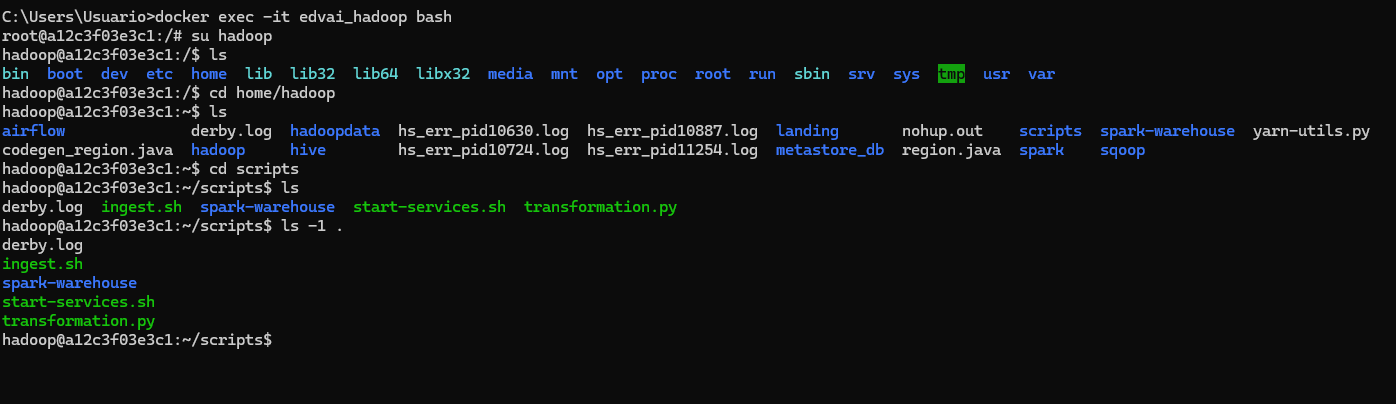 C:\Users\Usuario>docker exec -it edvai_hadoop bash
root@a12c3f03e3c1:/# su hadoop
hadoop@a12c3f03e3c1:/$ ls
bin  boot  dev  etc  home  lib  lib32  lib64  libx32  media  mnt  opt  proc  root  run  sbin  srv  sys  tmp  usr  var
hadoop@a12c3f03e3c1:/$ cd home/hadoop
hadoop@a12c3f03e3c1:~$ ls
airflow              derby.log  hadoopdata  hs_err_pid10630.log  hs_err_pid10887.log  landing       nohup.out    scripts  spark-warehouse  yarn-utils.py
codegen_region.java  hadoop     hive        hs_err_pid10724.log  hs_err_pid11254.log  metastore_db  region.java  spark    sqoop
hadoop@a12c3f03e3c1:~$ cd scripts
hadoop@a12c3f03e3c1:~/scripts$ ls
derby.log  ingest.sh  spark-warehouse  start-services.sh  transformation.py
hadoop@a12c3f03e3c1:~/scripts$ ls -1 .
derby.log
ingest.sh
spark-warehouse
start-services.sh
transformation.py
hadoop@a12c3f03e3c1:~/scripts$